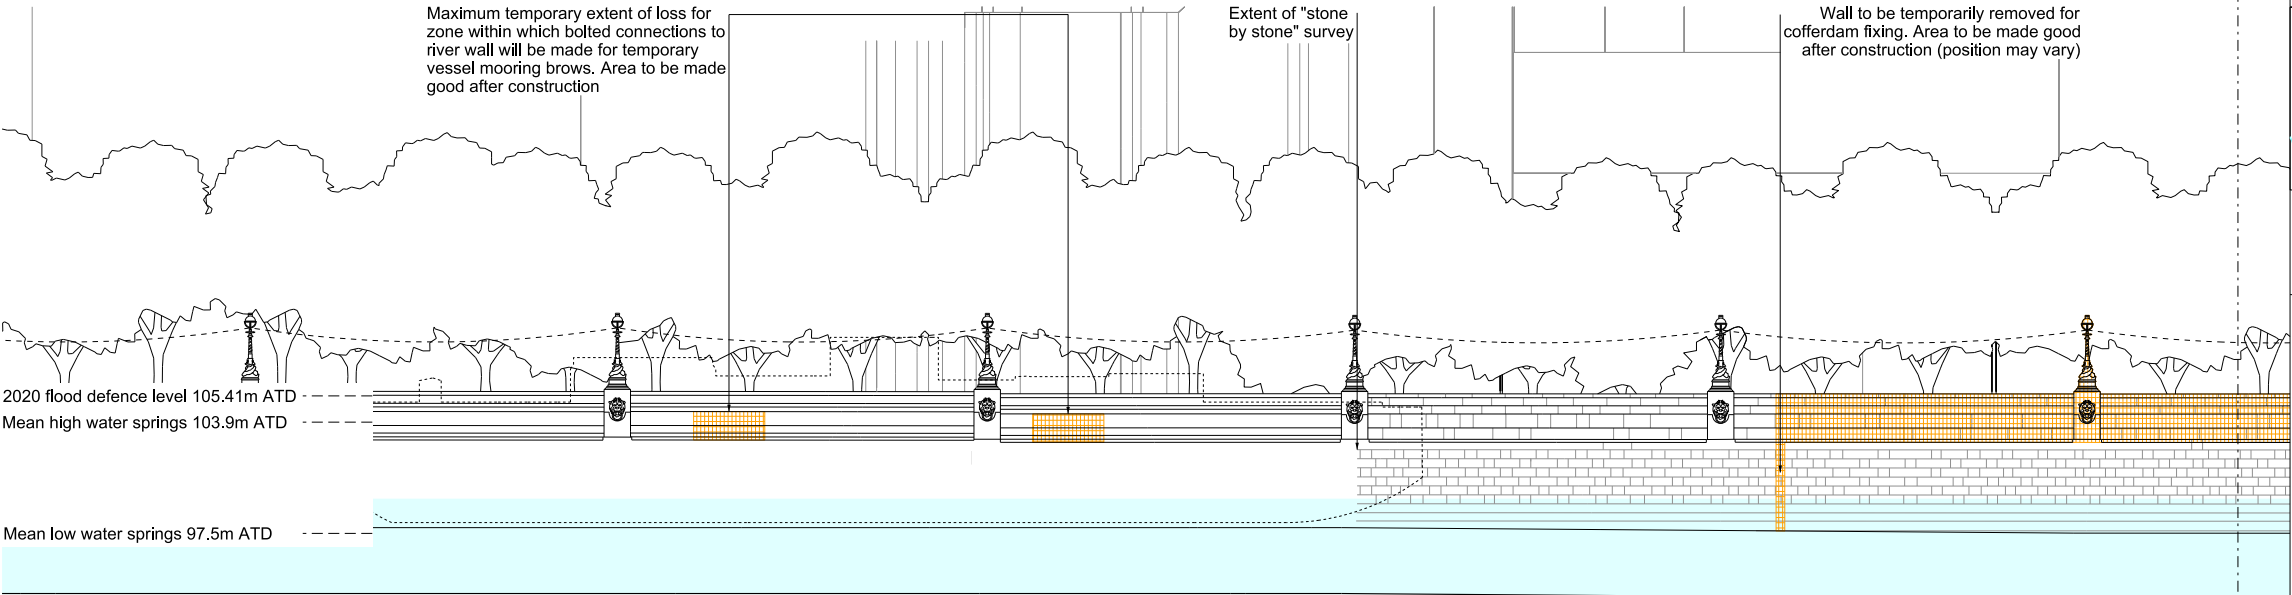 Maximum temporary extent of loss for
zone within which bolted connections to
river wall will be made for temporary
vessel mooring brows. Area to be made
good after construction
Extent of "stone
by stone" survey
Wall to be temporarily removed for
cofferdam fixing. Area to be made good
after construction (position may vary)
2020 flood defence level 105.41m ATD
Mean high water springs 103.9m ATD
Mean low water springs 97.5m ATD